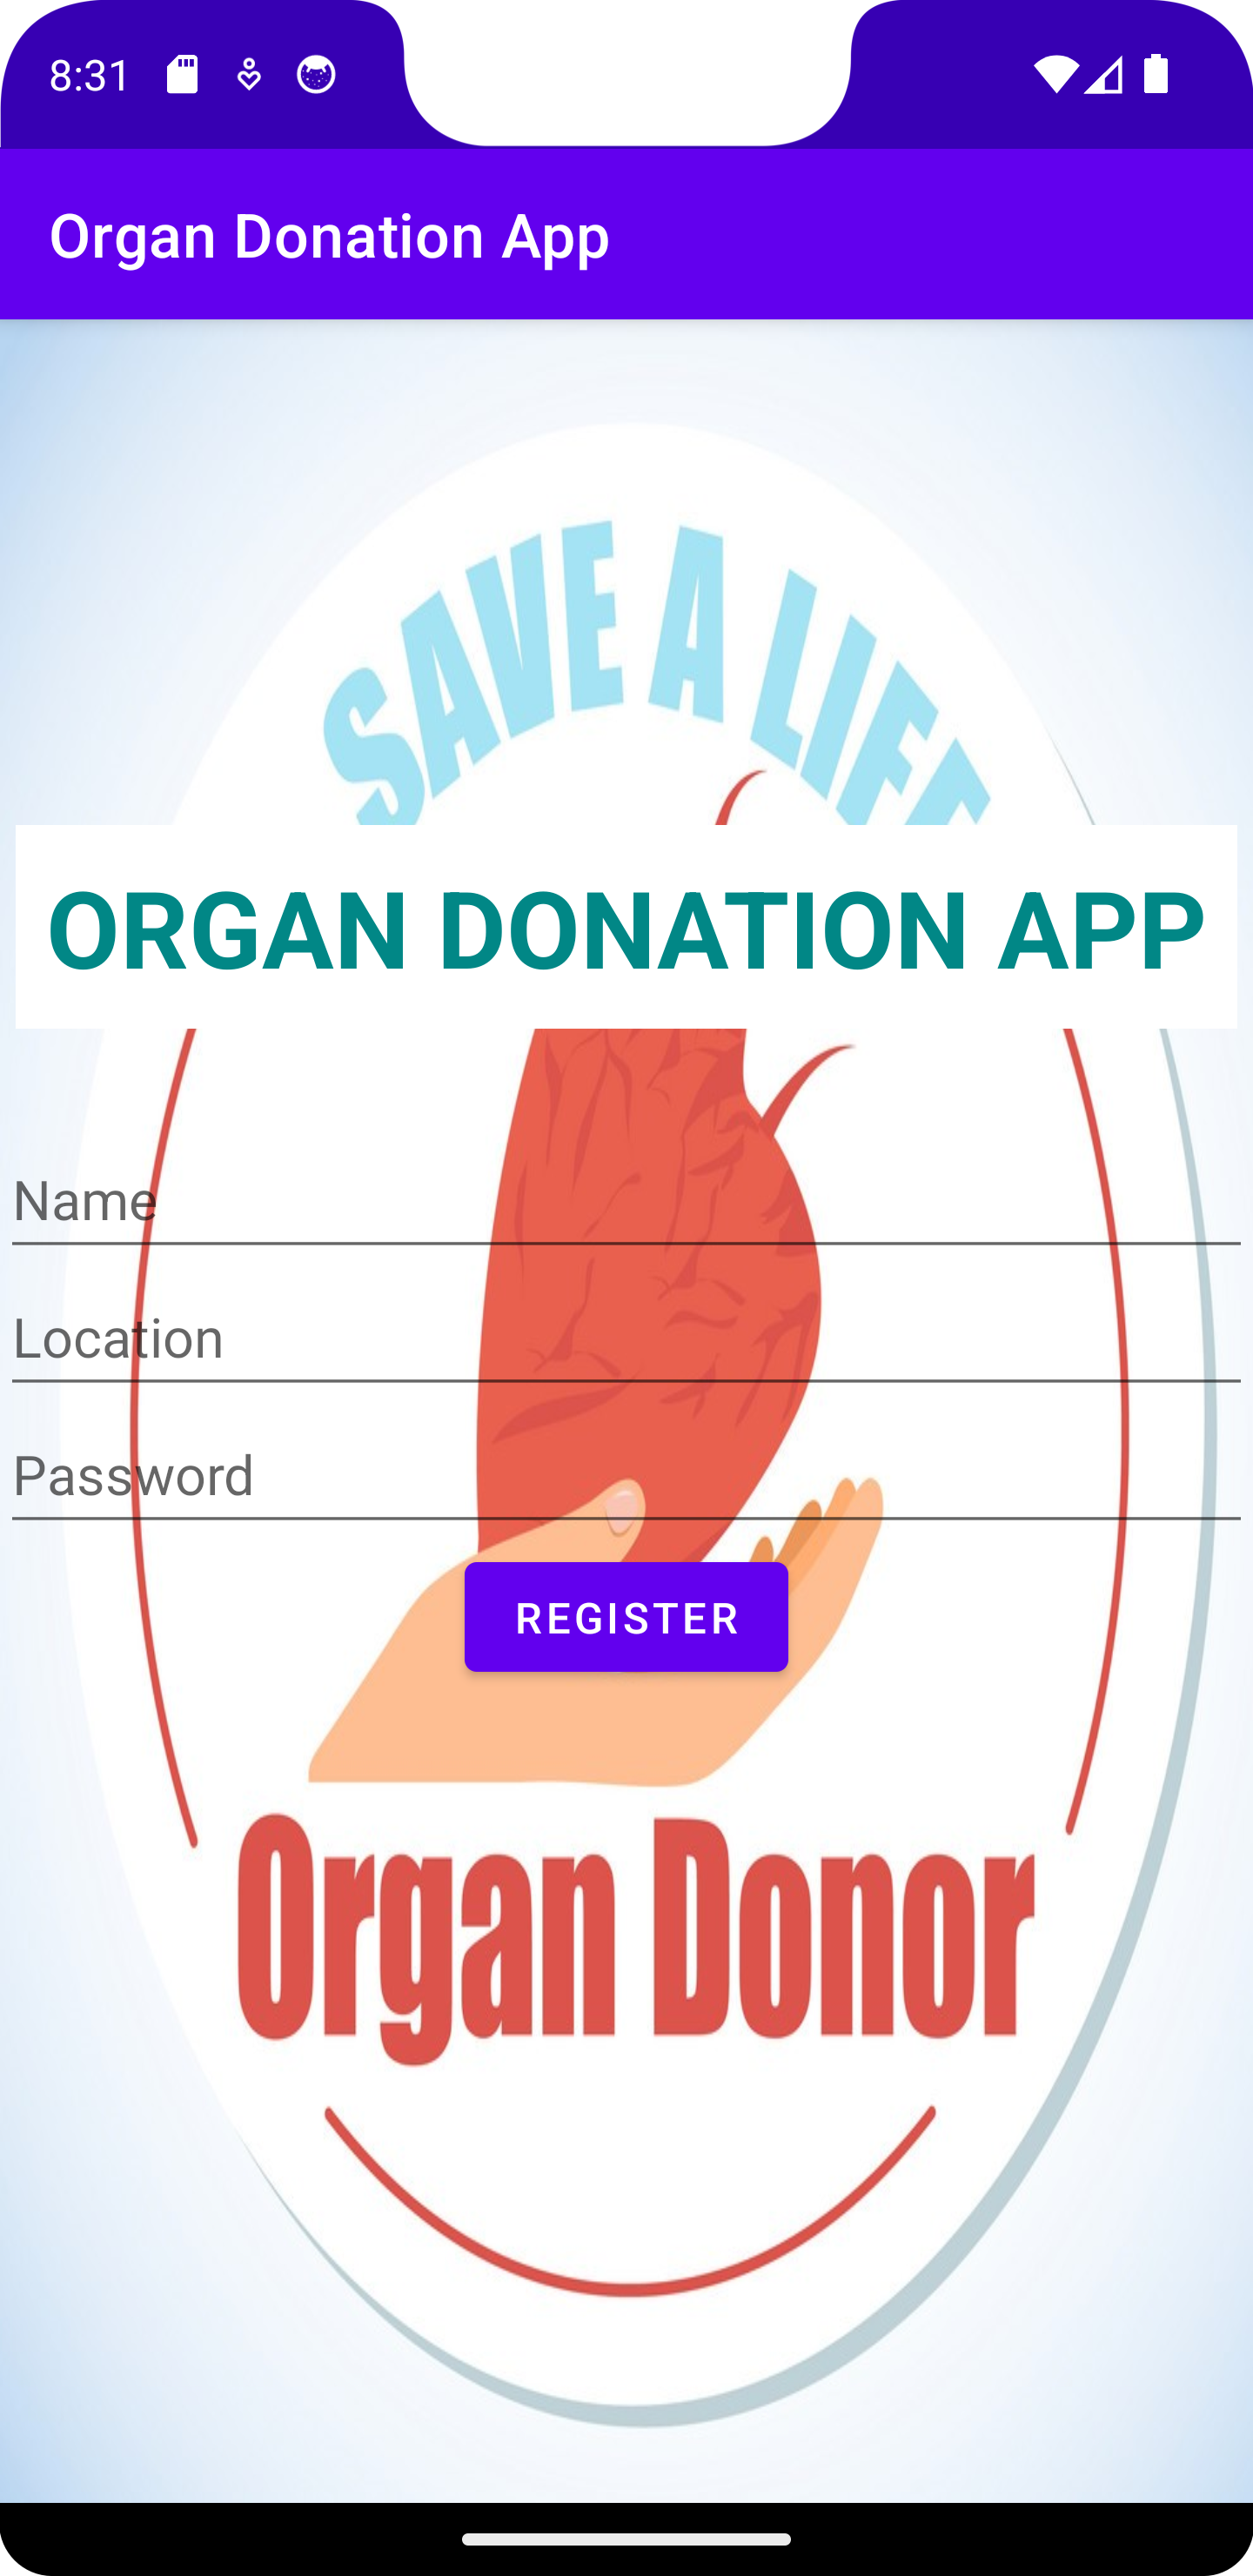 8:31
Organ Donation App
SAVE A LIFE
ORGAN DONATION APP
Name
Location
Password
REGISTER
Organ Donor